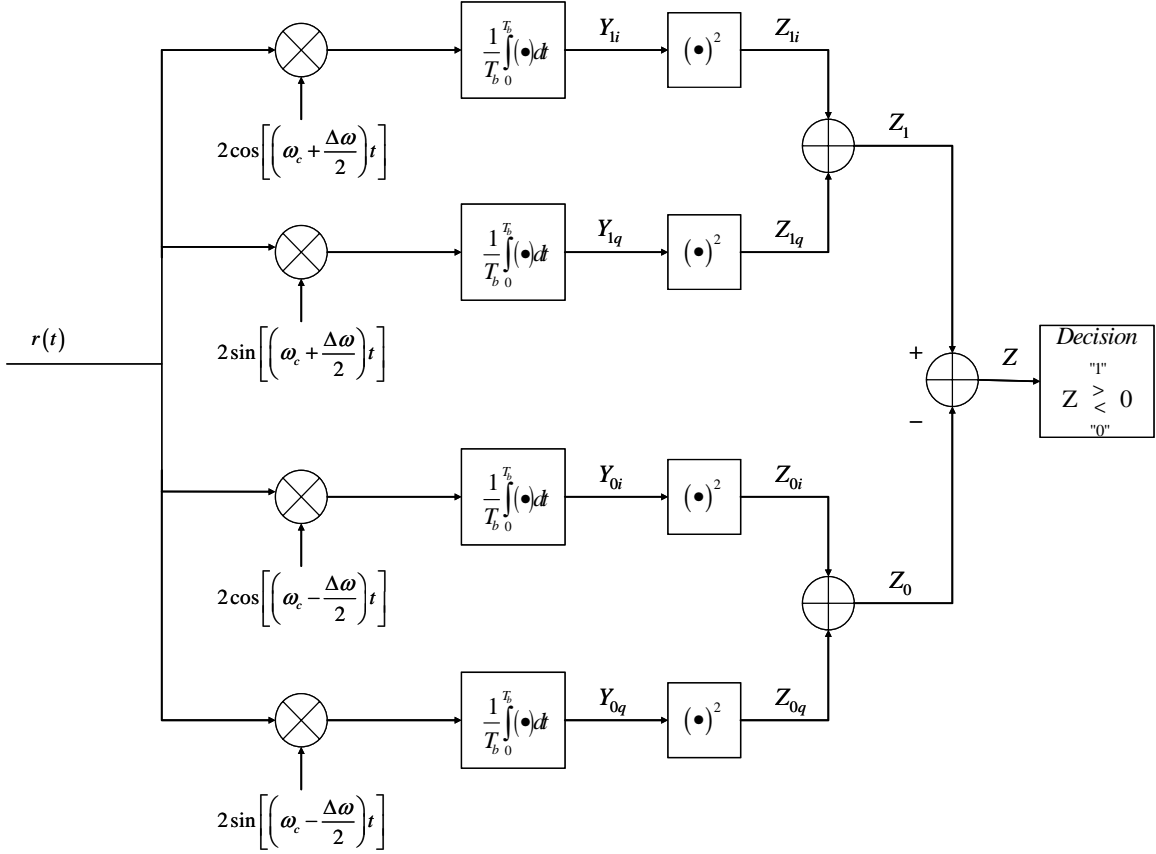 1/T_b ∫_0^{T_b} (•)dt Y_{1i} (•)^2 Z_{1i}
2cos[(ω_c + Δω/2)t]
Z_1
1/T_b ∫_0^{T_b} (•)dt Y_{1q} (•)^2 Z_{1q}
2sin[(ω_c + Δω/2)t]
r(t)
+
−
Z
Decision
"1"
Z > < 0
"0"
1/T_b ∫_0^{T_b} (•)dt Y_{0i} (•)^2 Z_{0i}
2cos[(ω_c − Δω/2)t]
Z_0
1/T_b ∫_0^{T_b} (•)dt Y_{0q} (•)^2 Z_{0q}
2sin[(ω_c − Δω/2)t]